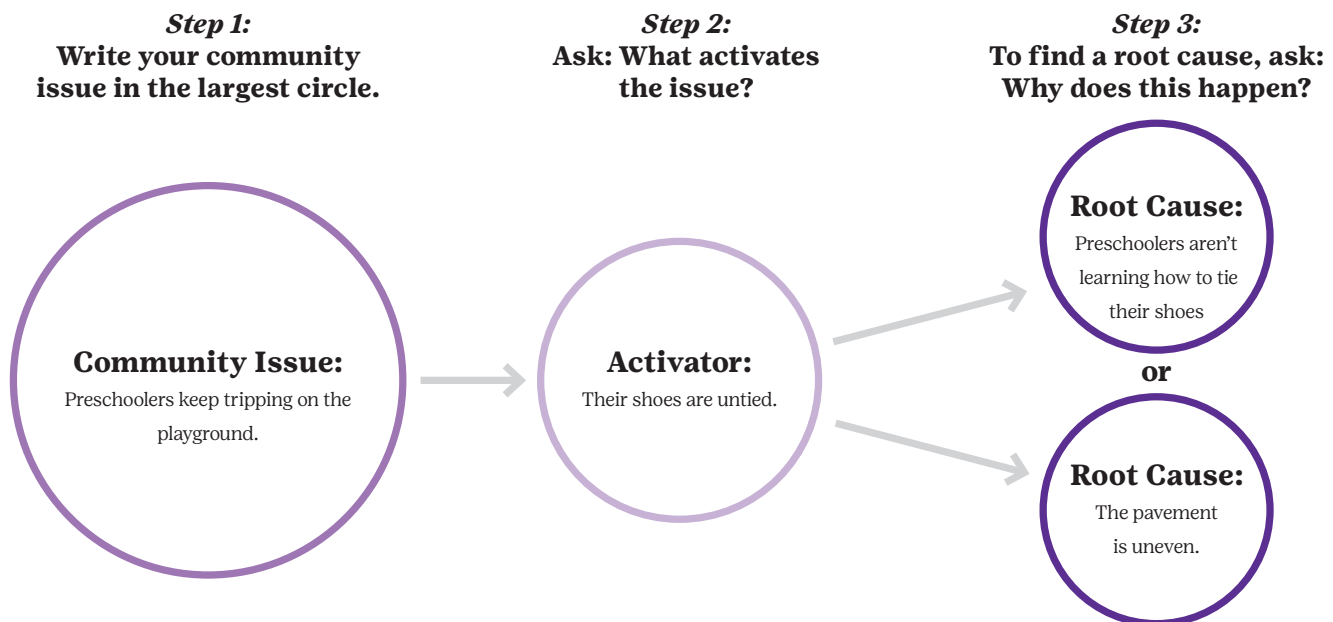 Step 1:
Write your community
issue in the largest circle.
Step 2:
Ask: What activates
the issue?
Step 3:
To find a root cause, ask:
Why does this happen?
Community Issue:
Preschoolers keep tripping on the
playground.
Activator:
Their shoes are untied.
Root Cause:
Preschoolers aren’t
learning how to tie
their shoes
or
Root Cause:
The pavement
is uneven.